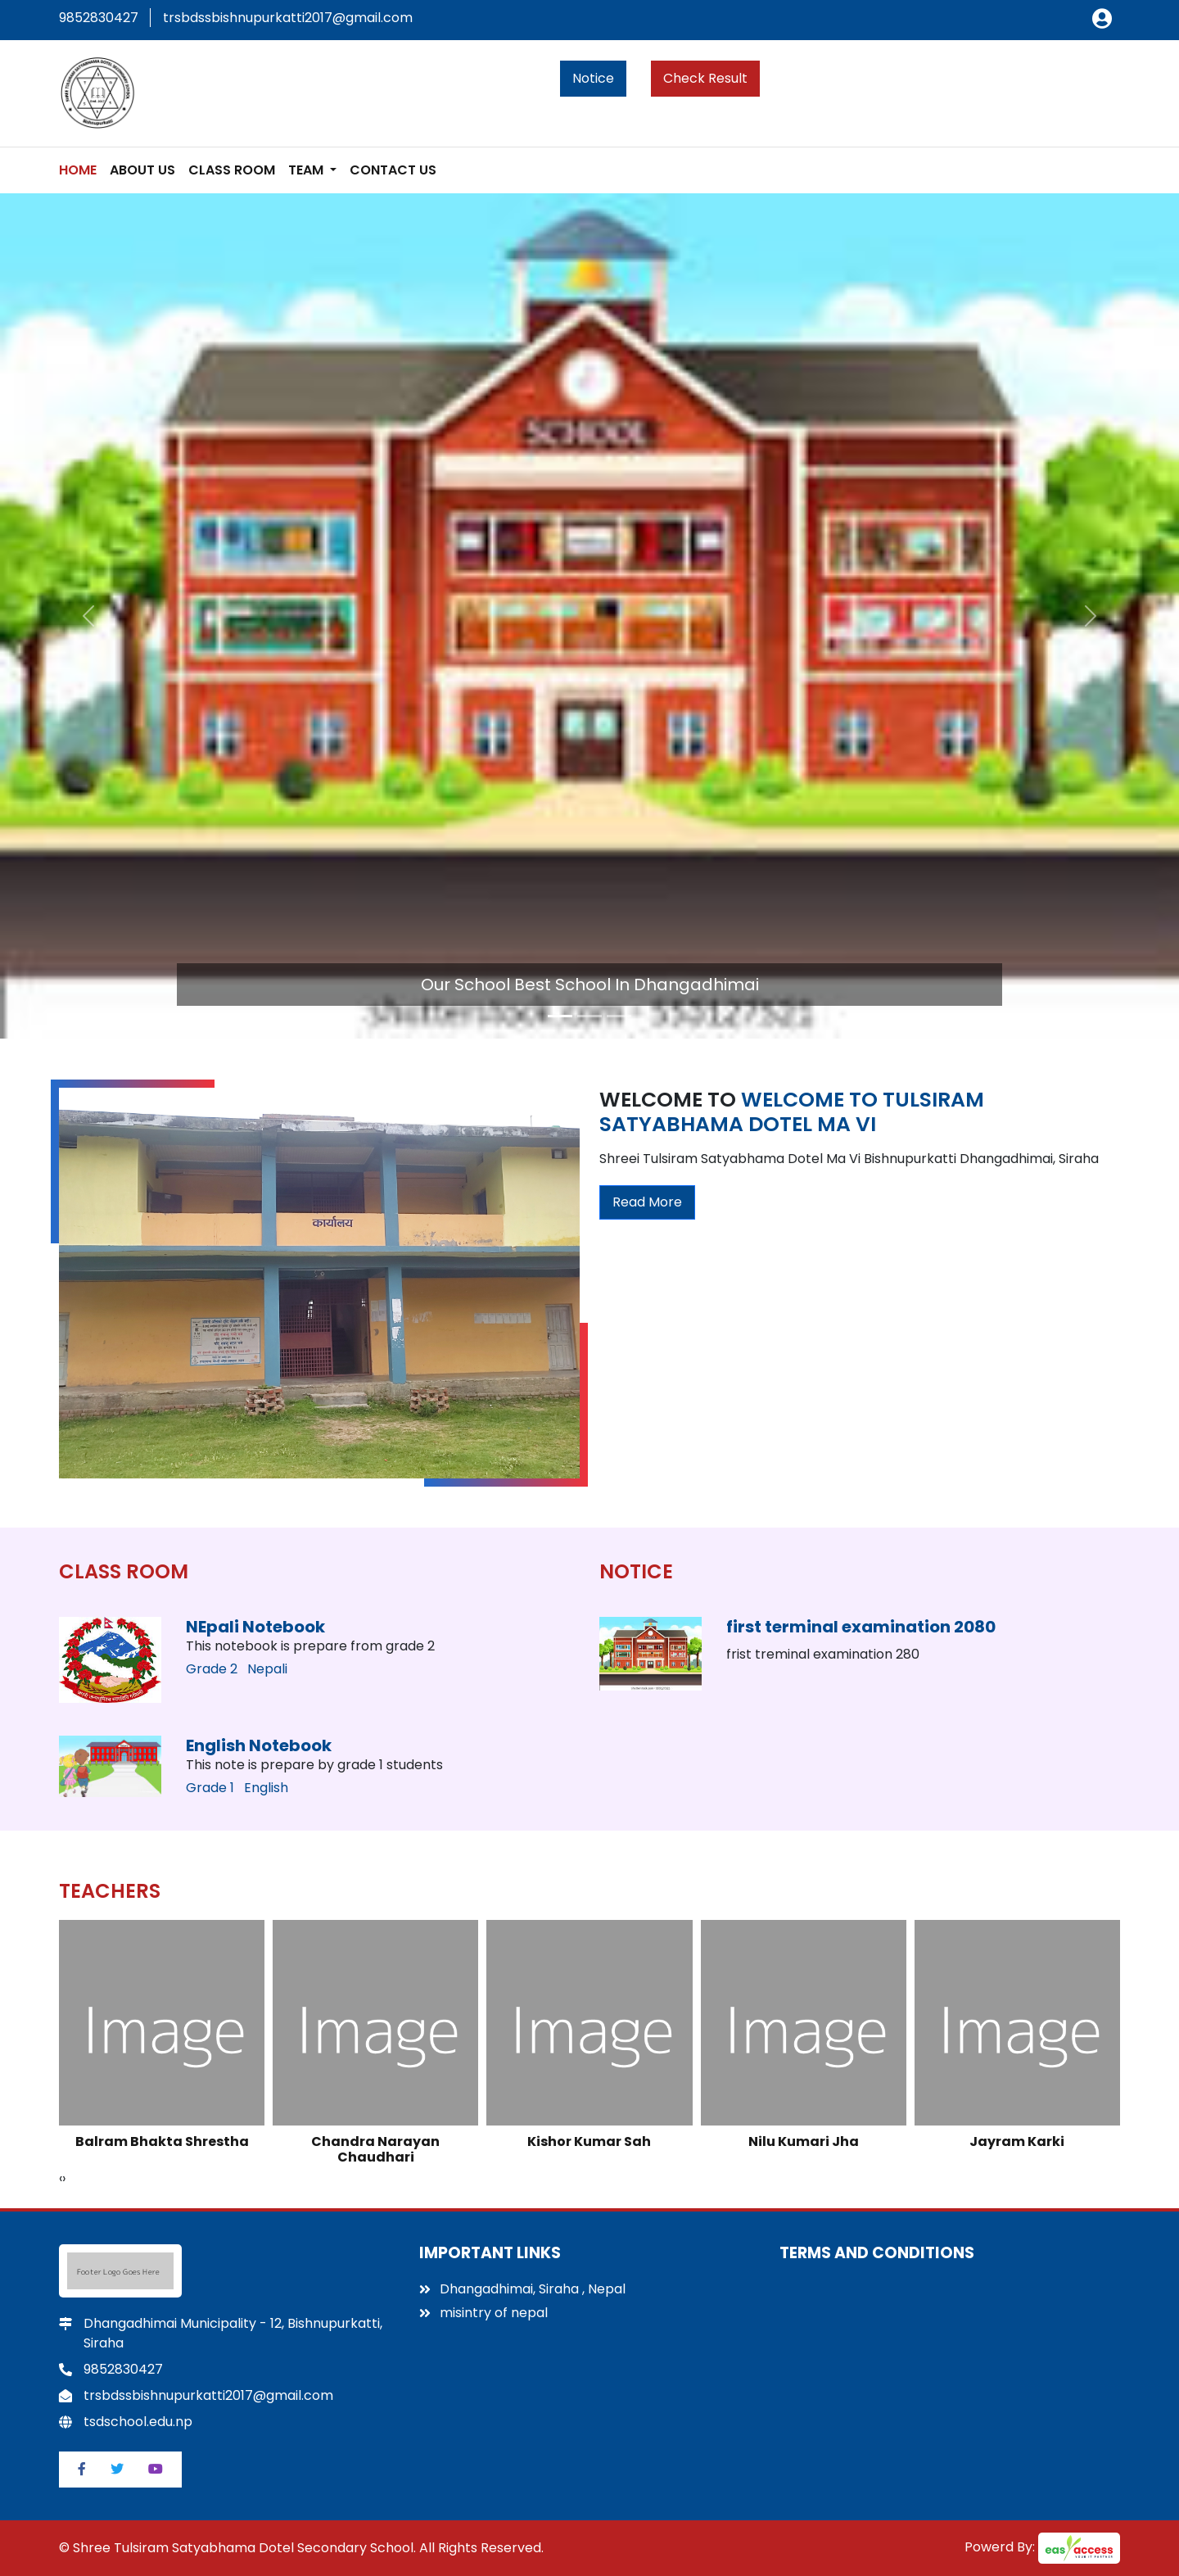 9852830427
trsbdssbishnupurkatti2017@gmail.com
Notice
Check Result
HOME
ABOUT US
CLASS ROOM
TEAM
CONTACT US
SCHOOL
Our School Best School In Dhangadhimai
WELCOME TO WELCOME TO TULSIRAM
SATYABHAMA DOTEL MA VI
Shreei Tulsiram Satyabhama Dotel Ma Vi Bishnupurkatti Dhangadhimai, Siraha
Read More
कार्यालय
CLASS ROOM
NEpali Notebook
This notebook is prepare from grade 2
Grade 2 Nepali
English Notebook
This note is prepare by grade 1 students
Grade 1 English
NOTICE
first terminal examination 2080
frist treminal examination 280
TEACHERS
Image
Image
Image
Image
Image
Balram Bhakta Shrestha
Chandra Narayan
Chaudhari
Kishor Kumar Sah
Nilu Kumari Jha
Jayram Karki
‹›
Footer Logo Goes Here
Dhangadhimai Municipality - 12, Bishnupurkatti,
Siraha
9852830427
trsbdssbishnupurkatti2017@gmail.com
tsdschool.edu.np
IMPORTANT LINKS
Dhangadhimai, Siraha , Nepal
misintry of nepal
TERMS AND CONDITIONS
© Shree Tulsiram Satyabhama Dotel Secondary School. All Rights Reserved.
Powerd By:
easy access